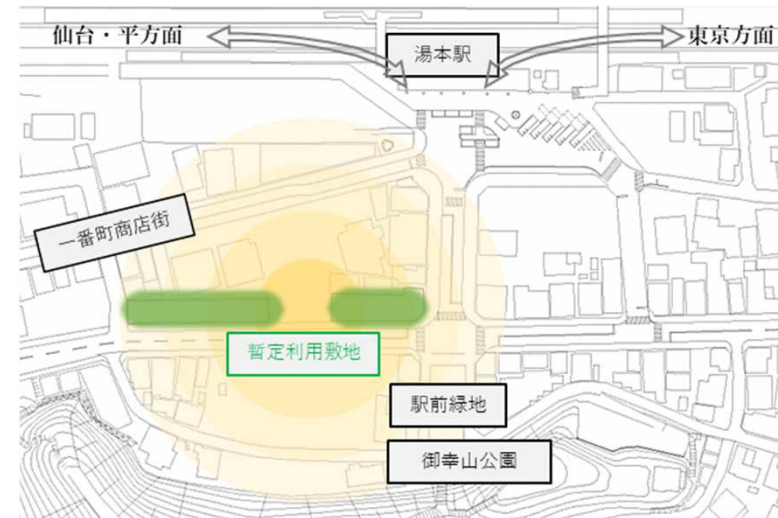 仙台・平方面
湯本駅
東京方面
一番町商店街
暫定利用敷地
駅前緑地
御幸山公園